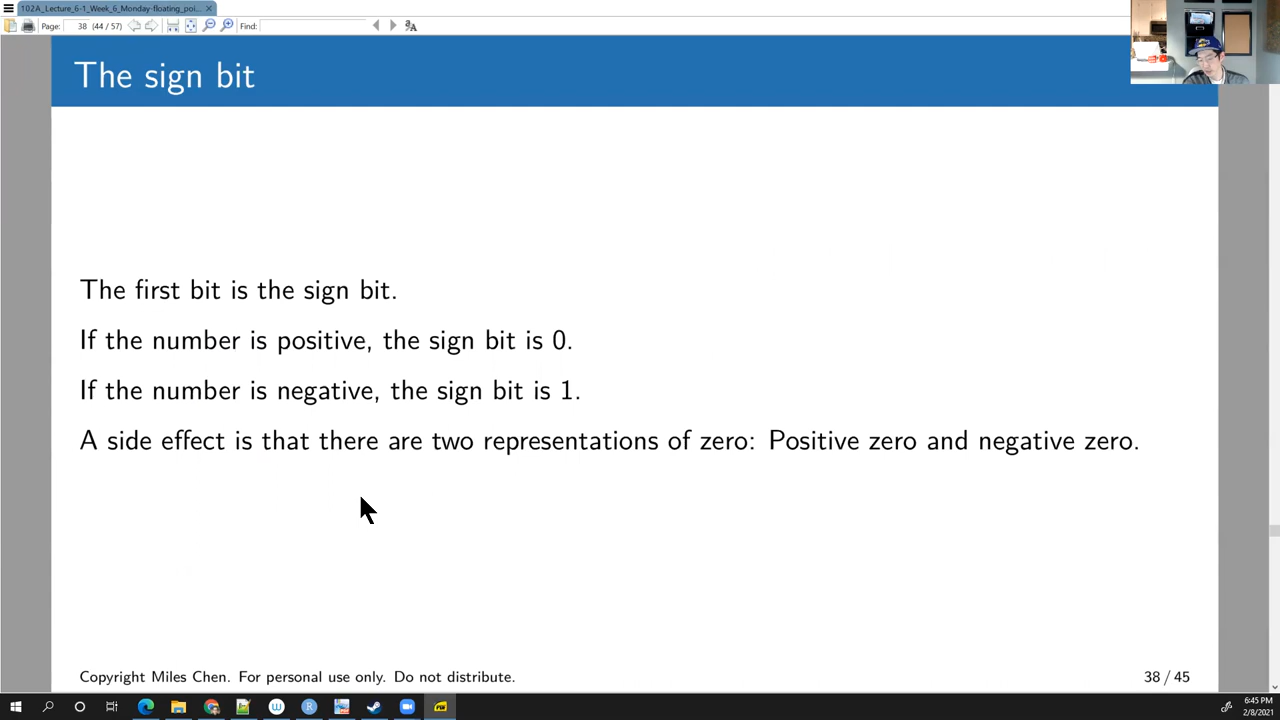 102A_Lecture_6-1_Week_6_Monday-floating_poi...
Page: 38 (44 / 57) Find:
The sign bit
The first bit is the sign bit.
If the number is positive, the sign bit is 0.
If the number is negative, the sign bit is 1.
A side effect is that there are two representations of zero: Positive zero and negative zero.
Copyright Miles Chen. For personal use only. Do not distribute.
38 / 45
6:45 PM
2/8/2021